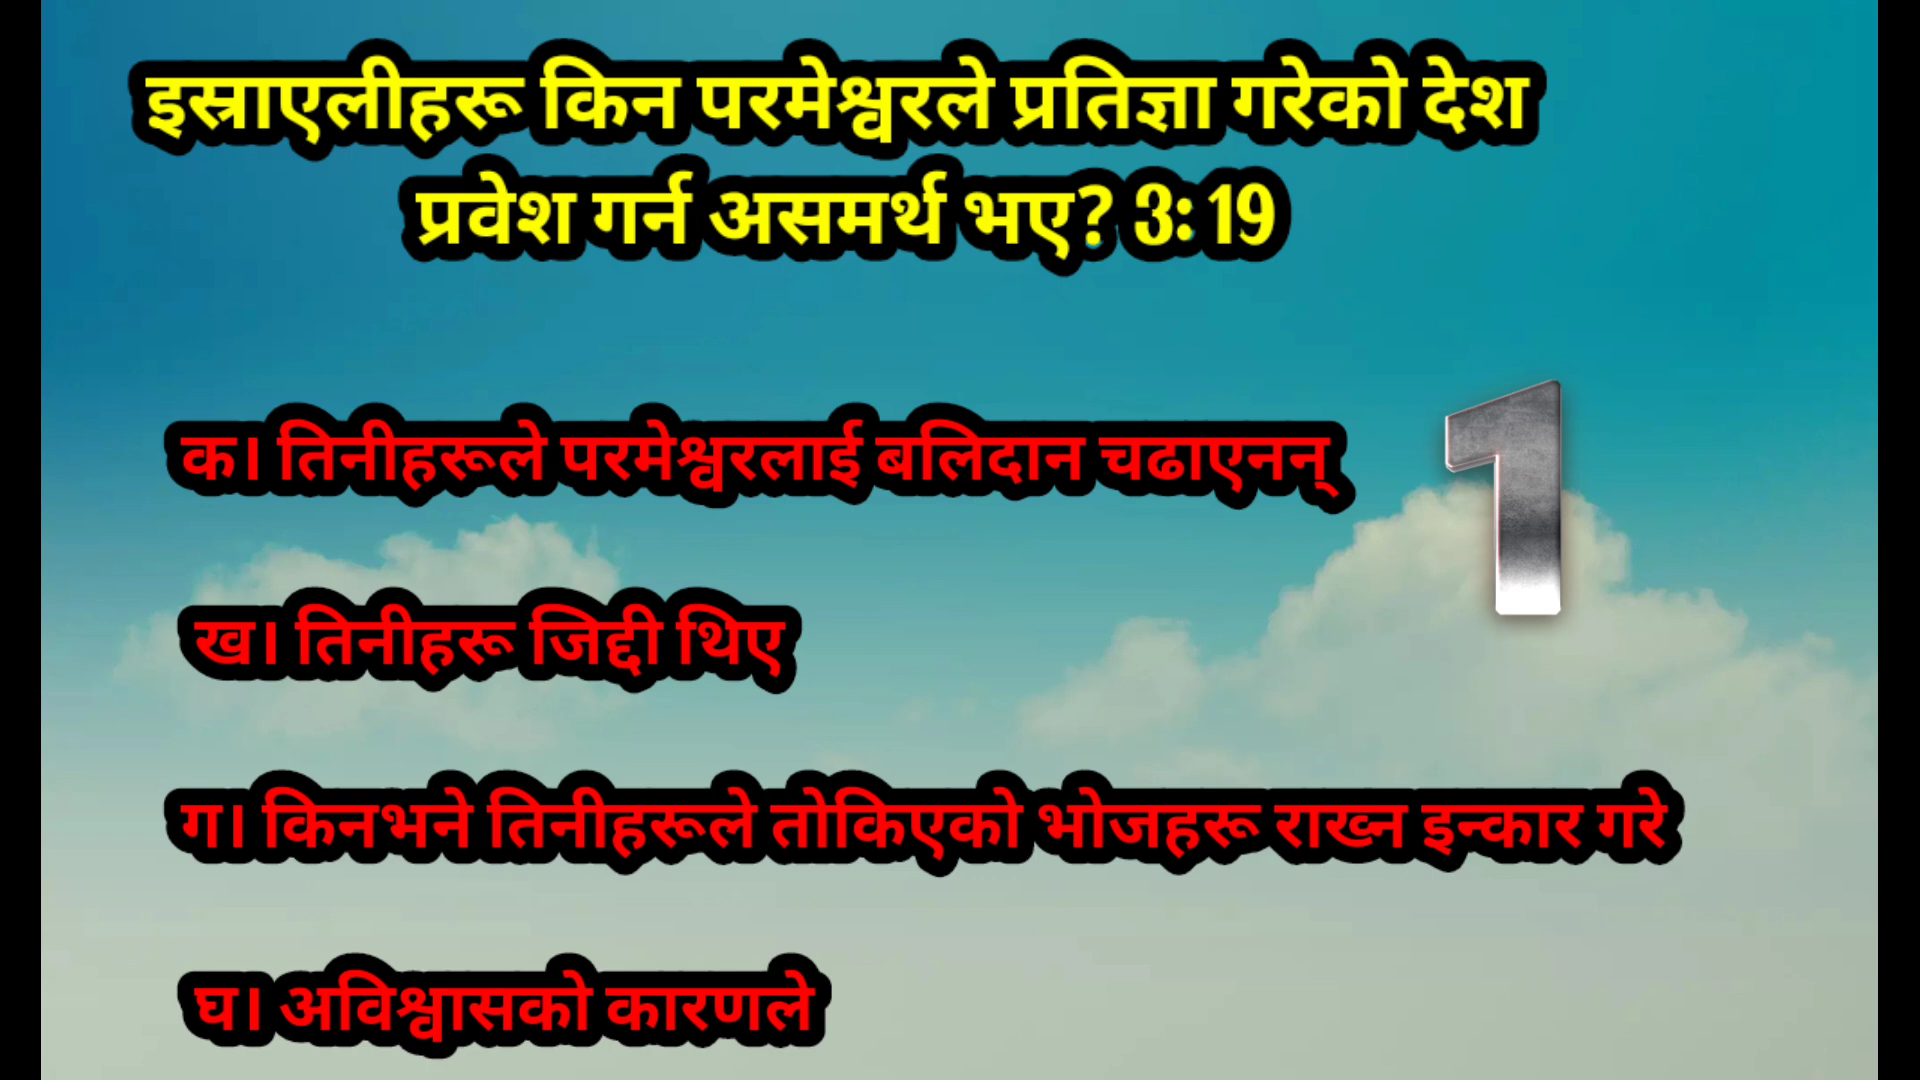 इस्राएलीहरू किन परमेश्वरले प्रतिज्ञा गरेको देश
प्रवेश गर्न असमर्थ भए? 3: 19
क। तिनीहरूले परमेश्वरलाई बलिदान चढाएनन्
1
ख। तिनीहरू जिद्दी थिए
ग। किनभने तिनीहरूले तोकिएको भोजहरू राख्न इन्कार गरे
घ। अविश्वासको कारणले